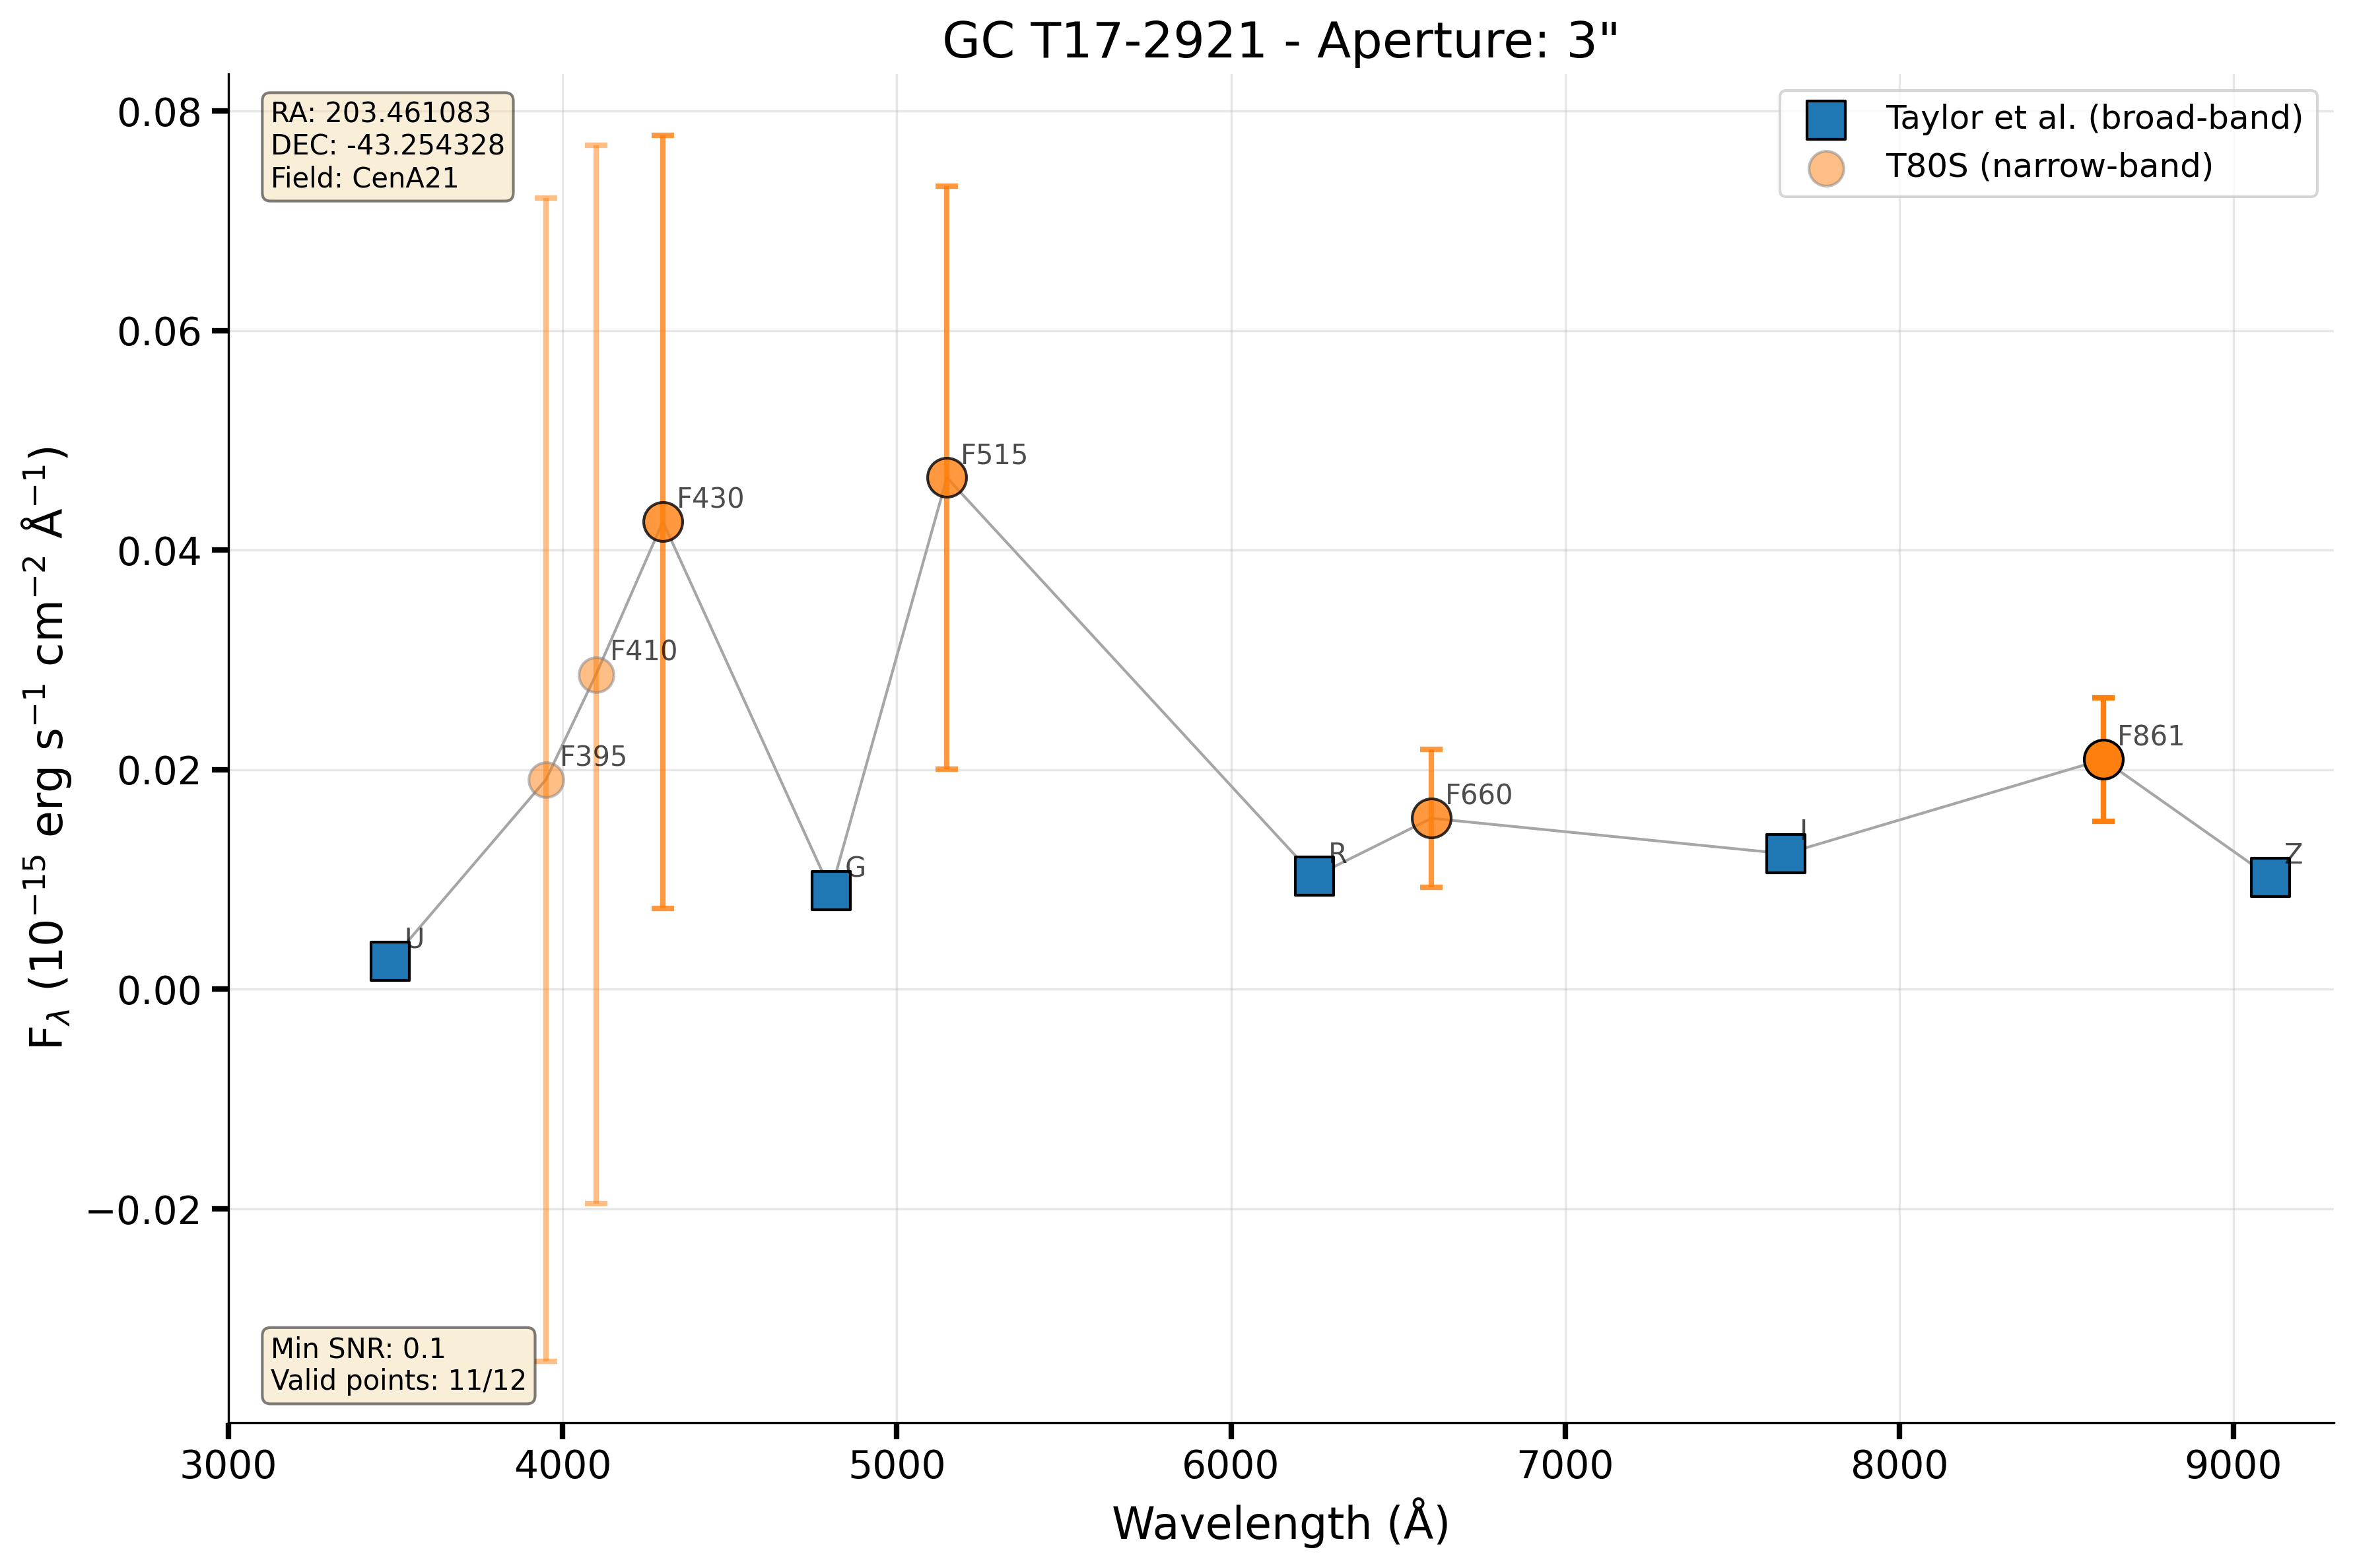 GC T17-2921 - Aperture: 3"
RA: 203.461083
DEC: -43.254328
Field: CenA21
Taylor et al. (broad-band)
T80S (narrow-band)
0.08
0.06
0.04
0.02
0.00
−0.02
F515
F430
F410
F395
F861
F660
I
R
Z
G
U
Min SNR: 0.1
Valid points: 11/12
3000 4000 5000 6000 7000 8000 9000
Wavelength (Å)
Fλ (10⁻¹⁵ erg s⁻¹ cm⁻² Å⁻¹)